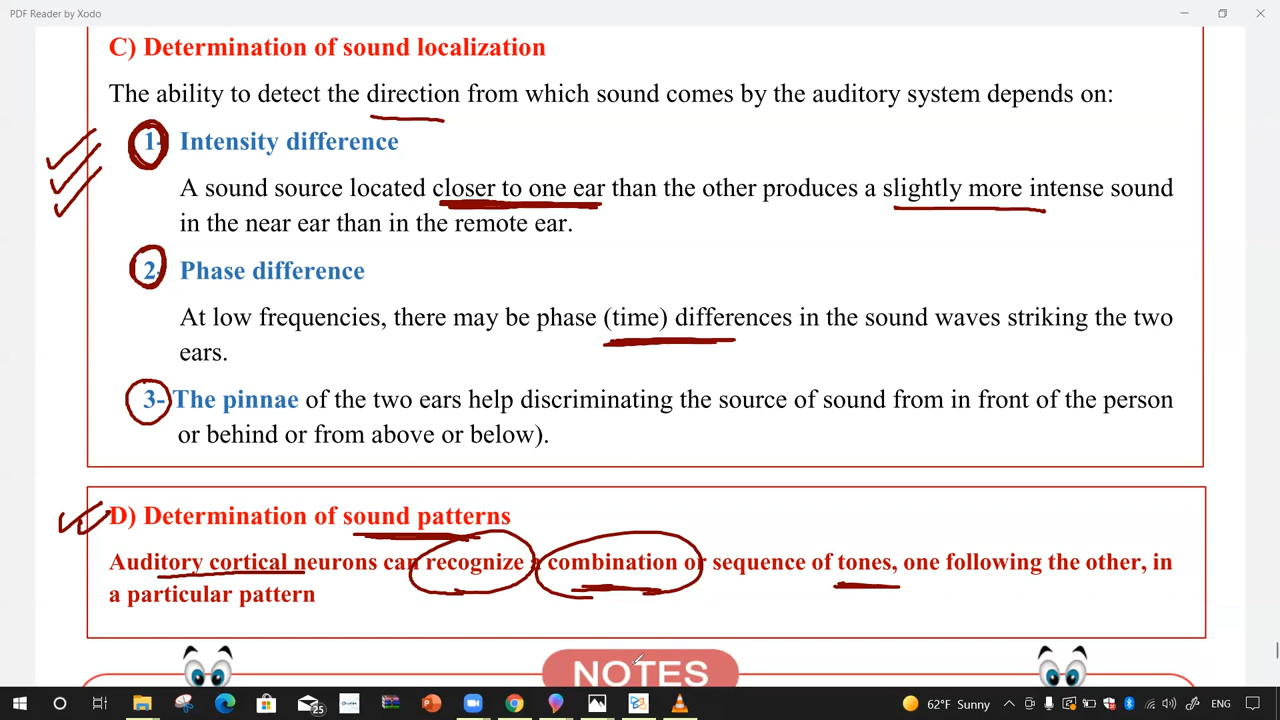 PDF Reader by Xodo
C) Determination of sound localization
The ability to detect the direction from which sound comes by the auditory system depends on:
1- Intensity difference
A sound source located closer to one ear than the other produces a slightly more intense sound
in the near ear than in the remote ear.
2- Phase difference
At low frequencies, there may be phase (time) differences in the sound waves striking the two
ears.
3- The pinnae of the two ears help discriminating the source of sound from in front of the person
or behind or from above or below).
D) Determination of sound patterns
Auditory cortical neurons can recognize a combination or sequence of tones, one following the other, in
a particular pattern
NOTES
25
62°F Sunny
ENG